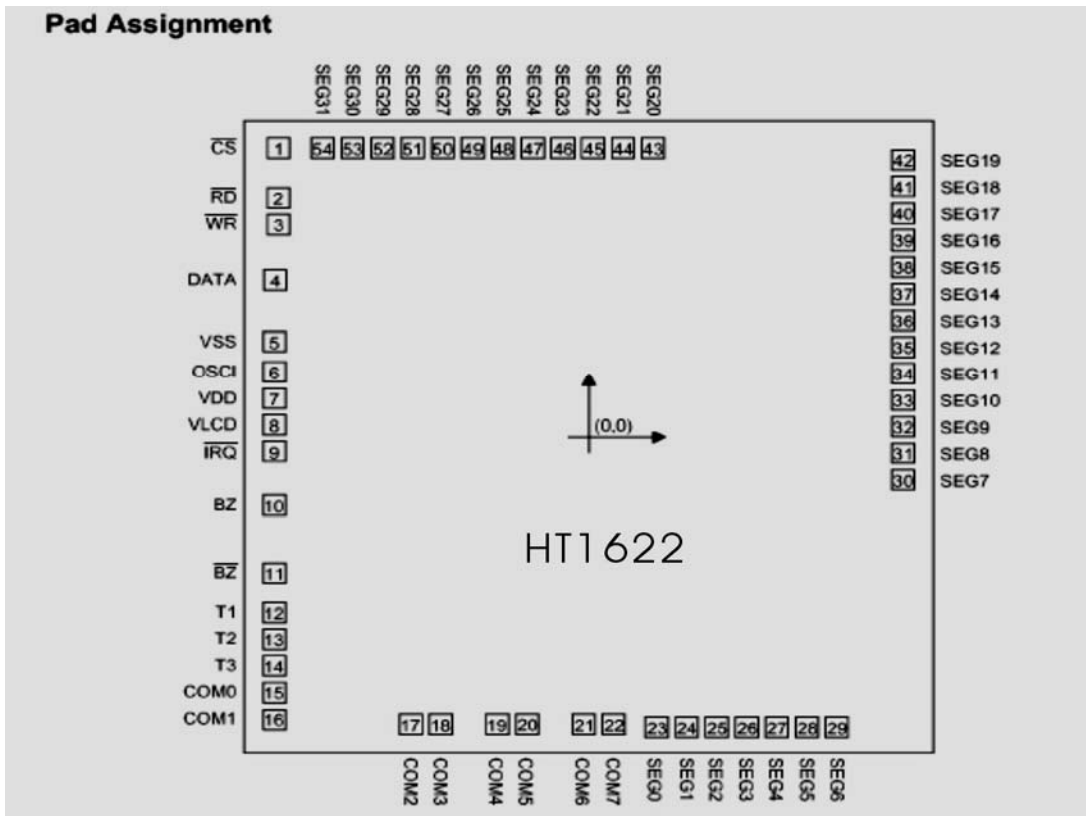 Pad Assignment
SEG31 SEG30 SEG29 SEG28 SEG27 SEG26 SEG25 SEG24 SEG23 SEG22 SEG21 SEG20
C̅S̅ 1 54 53 52 51 50 49 48 47 46 45 44 43
42 SEG19
41 SEG18
R̅D̅ 2
40 SEG17
W̅R̅ 3
39 SEG16
38 SEG15
DATA 4
37 SEG14
36 SEG13
VSS 5
35 SEG12
OSCI 6
34 SEG11
VDD 7
33 SEG10
VLCD 8
(0,0)
32 SEG9
I̅R̅Q̅ 9
31 SEG8
30 SEG7
BZ 10
HT1622
B̅Z̅ 11
T1 12
T2 13
T3 14
COM0 15
COM1 16
17 18 19 20 21 22 23 24 25 26 27 28 29
COM2 COM3 COM4 COM5 COM6 COM7 SEG0 SEG1 SEG2 SEG3 SEG4 SEG5 SEG6